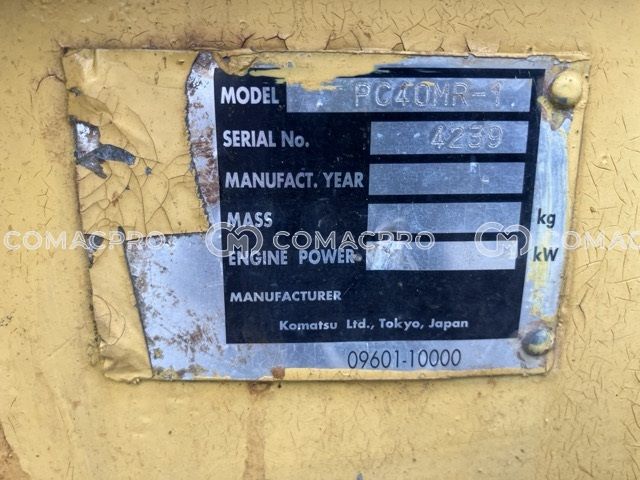 MODEL PC40MR-1
SERIAL No. 4239
MANUFACT. YEAR
MASS kg
COMACPRO COMACPRO COMACPRO
ENGINE POWER kW
MANUFACTURER
Komatsu Ltd., Tokyo, Japan
09601-10000